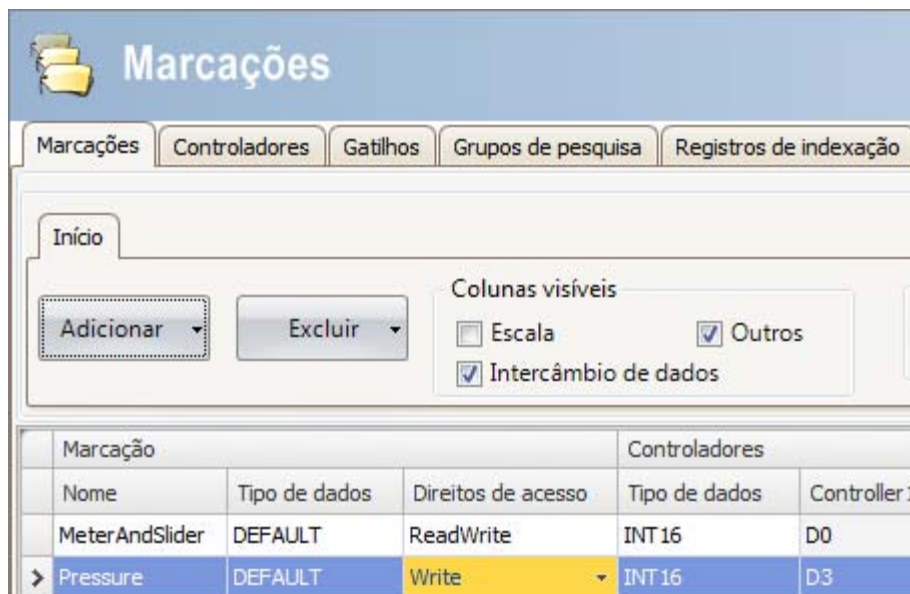 Marcações
Marcações Controladores Gatilhos Grupos de pesquisa Registros de indexação
Início
Colunas visíveis
Adicionar Excluir Escala Outros
Intercâmbio de dados
Marcação Controladores
Nome Tipo de dados Direitos de acesso Tipo de dados Controller1
MeterAndSlider DEFAULT ReadWrite INT16 D0
Pressure DEFAULT Write INT16 D3